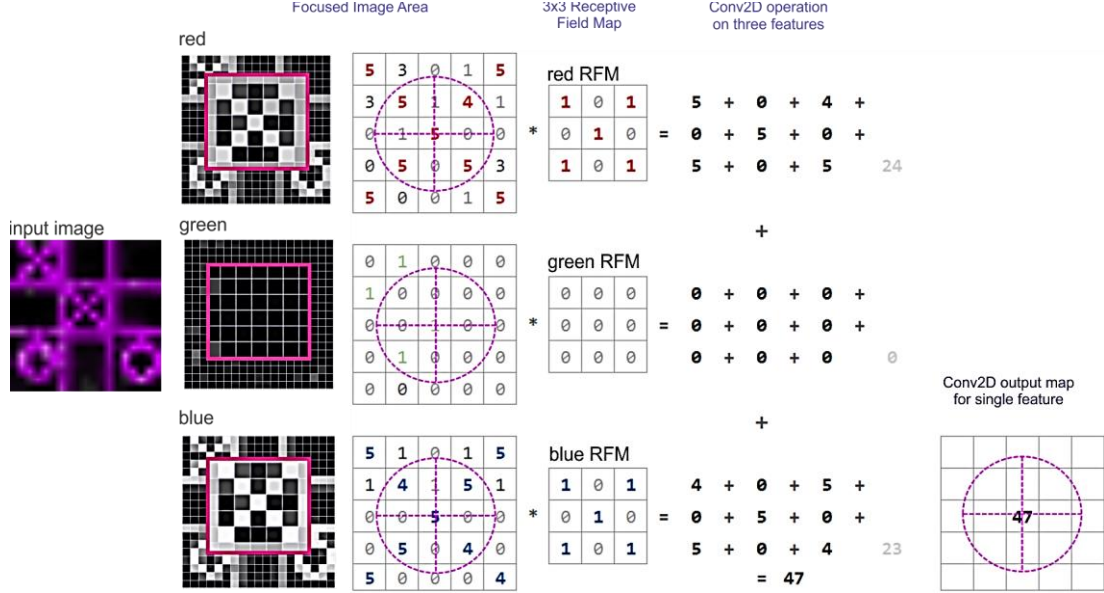 Focused Image Area
3x3 Receptive
Field Map
Conv2D operation
on three features
red
5 3 0 1 5
3 5 1 4 1
0 1 5 0 0
0 5 0 5 3
5 0 0 1 5
*
red RFM
1 0 1
0 1 0
1 0 1
=
5 + 0 + 4 +
0 + 5 + 0 +
5 + 0 + 5 24
+
input image
green
0 1 0 0 0
1 0 0 0 0
0 0 1 0 0
0 1 0 0 0
0 0 0 0 0
*
green RFM
0 0 0
0 0 0
0 0 0
=
0 + 0 + 0 +
0 + 0 + 0 +
0 + 0 + 0 0
+
blue
5 1 0 1 5
1 4 1 5 1
0 0 5 0 0
0 5 0 4 0
5 0 0 0 4
*
blue RFM
1 0 1
0 1 0
1 0 1
=
4 + 0 + 5 +
0 + 5 + 0 +
5 + 0 + 4 23
= 47
Conv2D output map
for single feature
47